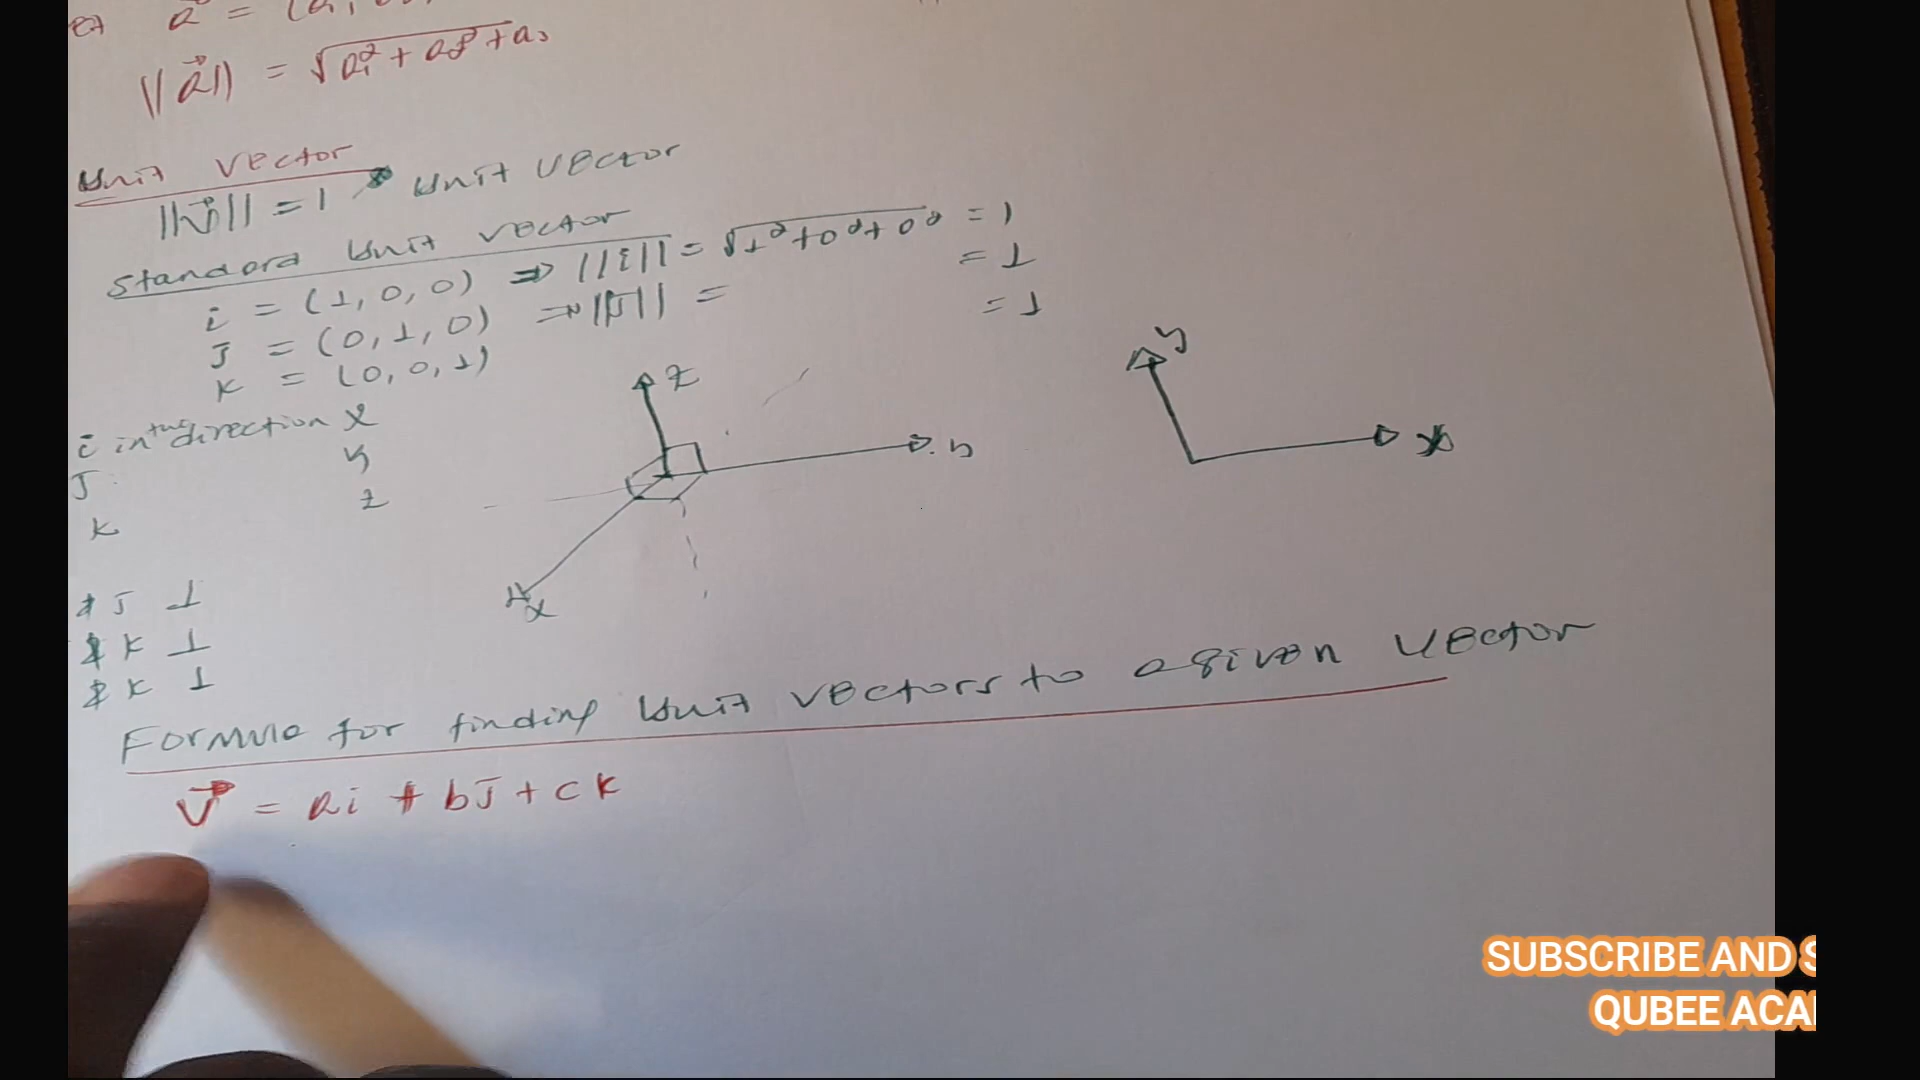 a⃗ = (a₁,
||a⃗|| = √a₁² + a₂² + a₃
Unit vector
||v⃗|| = 1 unit vector
Standard unit vector
i = (1, 0, 0) ⇒ ||i|| = √1² + 0² + 0² = 1
J = (0, 1, 0) ⇒ ||J|| = = 1
k = (0, 0, 1) = 1
i in the direction x
J y
k z
z
y
x
y
x
J ⊥
k ⊥
k ⊥
Formula for finding unit vectors to a given vector
v⃗ = ai + bJ + ck
SUBSCRIBE AND S
QUBEE ACA